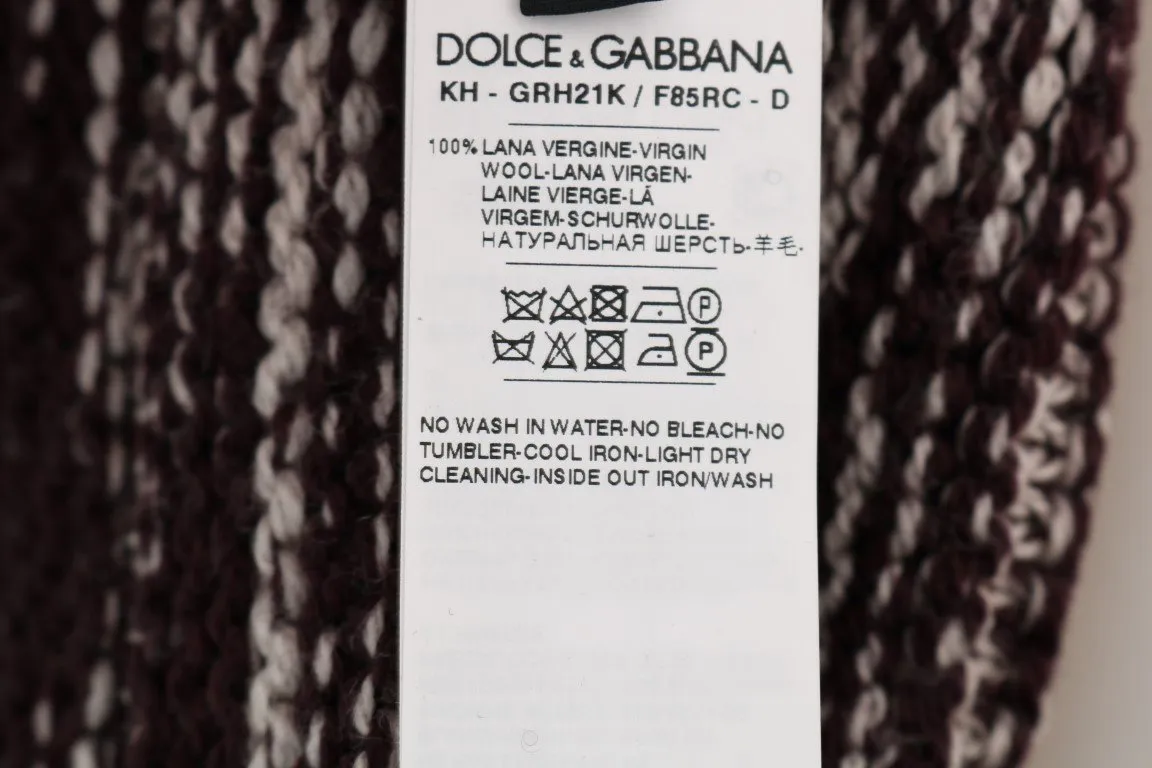 DOLCE & GABBANA
KH - GRH21K / F85RC - D
100% LANA VERGINE-VIRGIN
WOOL-LANA VIRGEN-
LAINE VIERGE-LÃ
VIRGEM-SCHURWOLLE-
НАТУРАЛЬНАЯ ШЕРСТЬ-羊毛-
P
P
NO WASH IN WATER-NO BLEACH-NO
TUMBLER-COOL IRON-LIGHT DRY
CLEANING-INSIDE OUT IRON/WASH